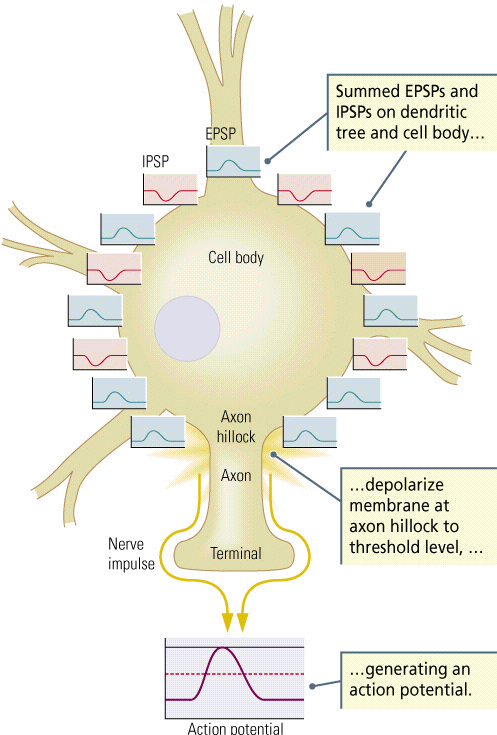 Summed EPSPs and
IPSPs on dendritic
tree and cell body...
EPSP
IPSP
Cell body
Axon
hillock
Axon
...depolarize
membrane at
axon hillock to
threshold level, ...
Nerve
impulse
Terminal
...generating an
action potential.
Action potential